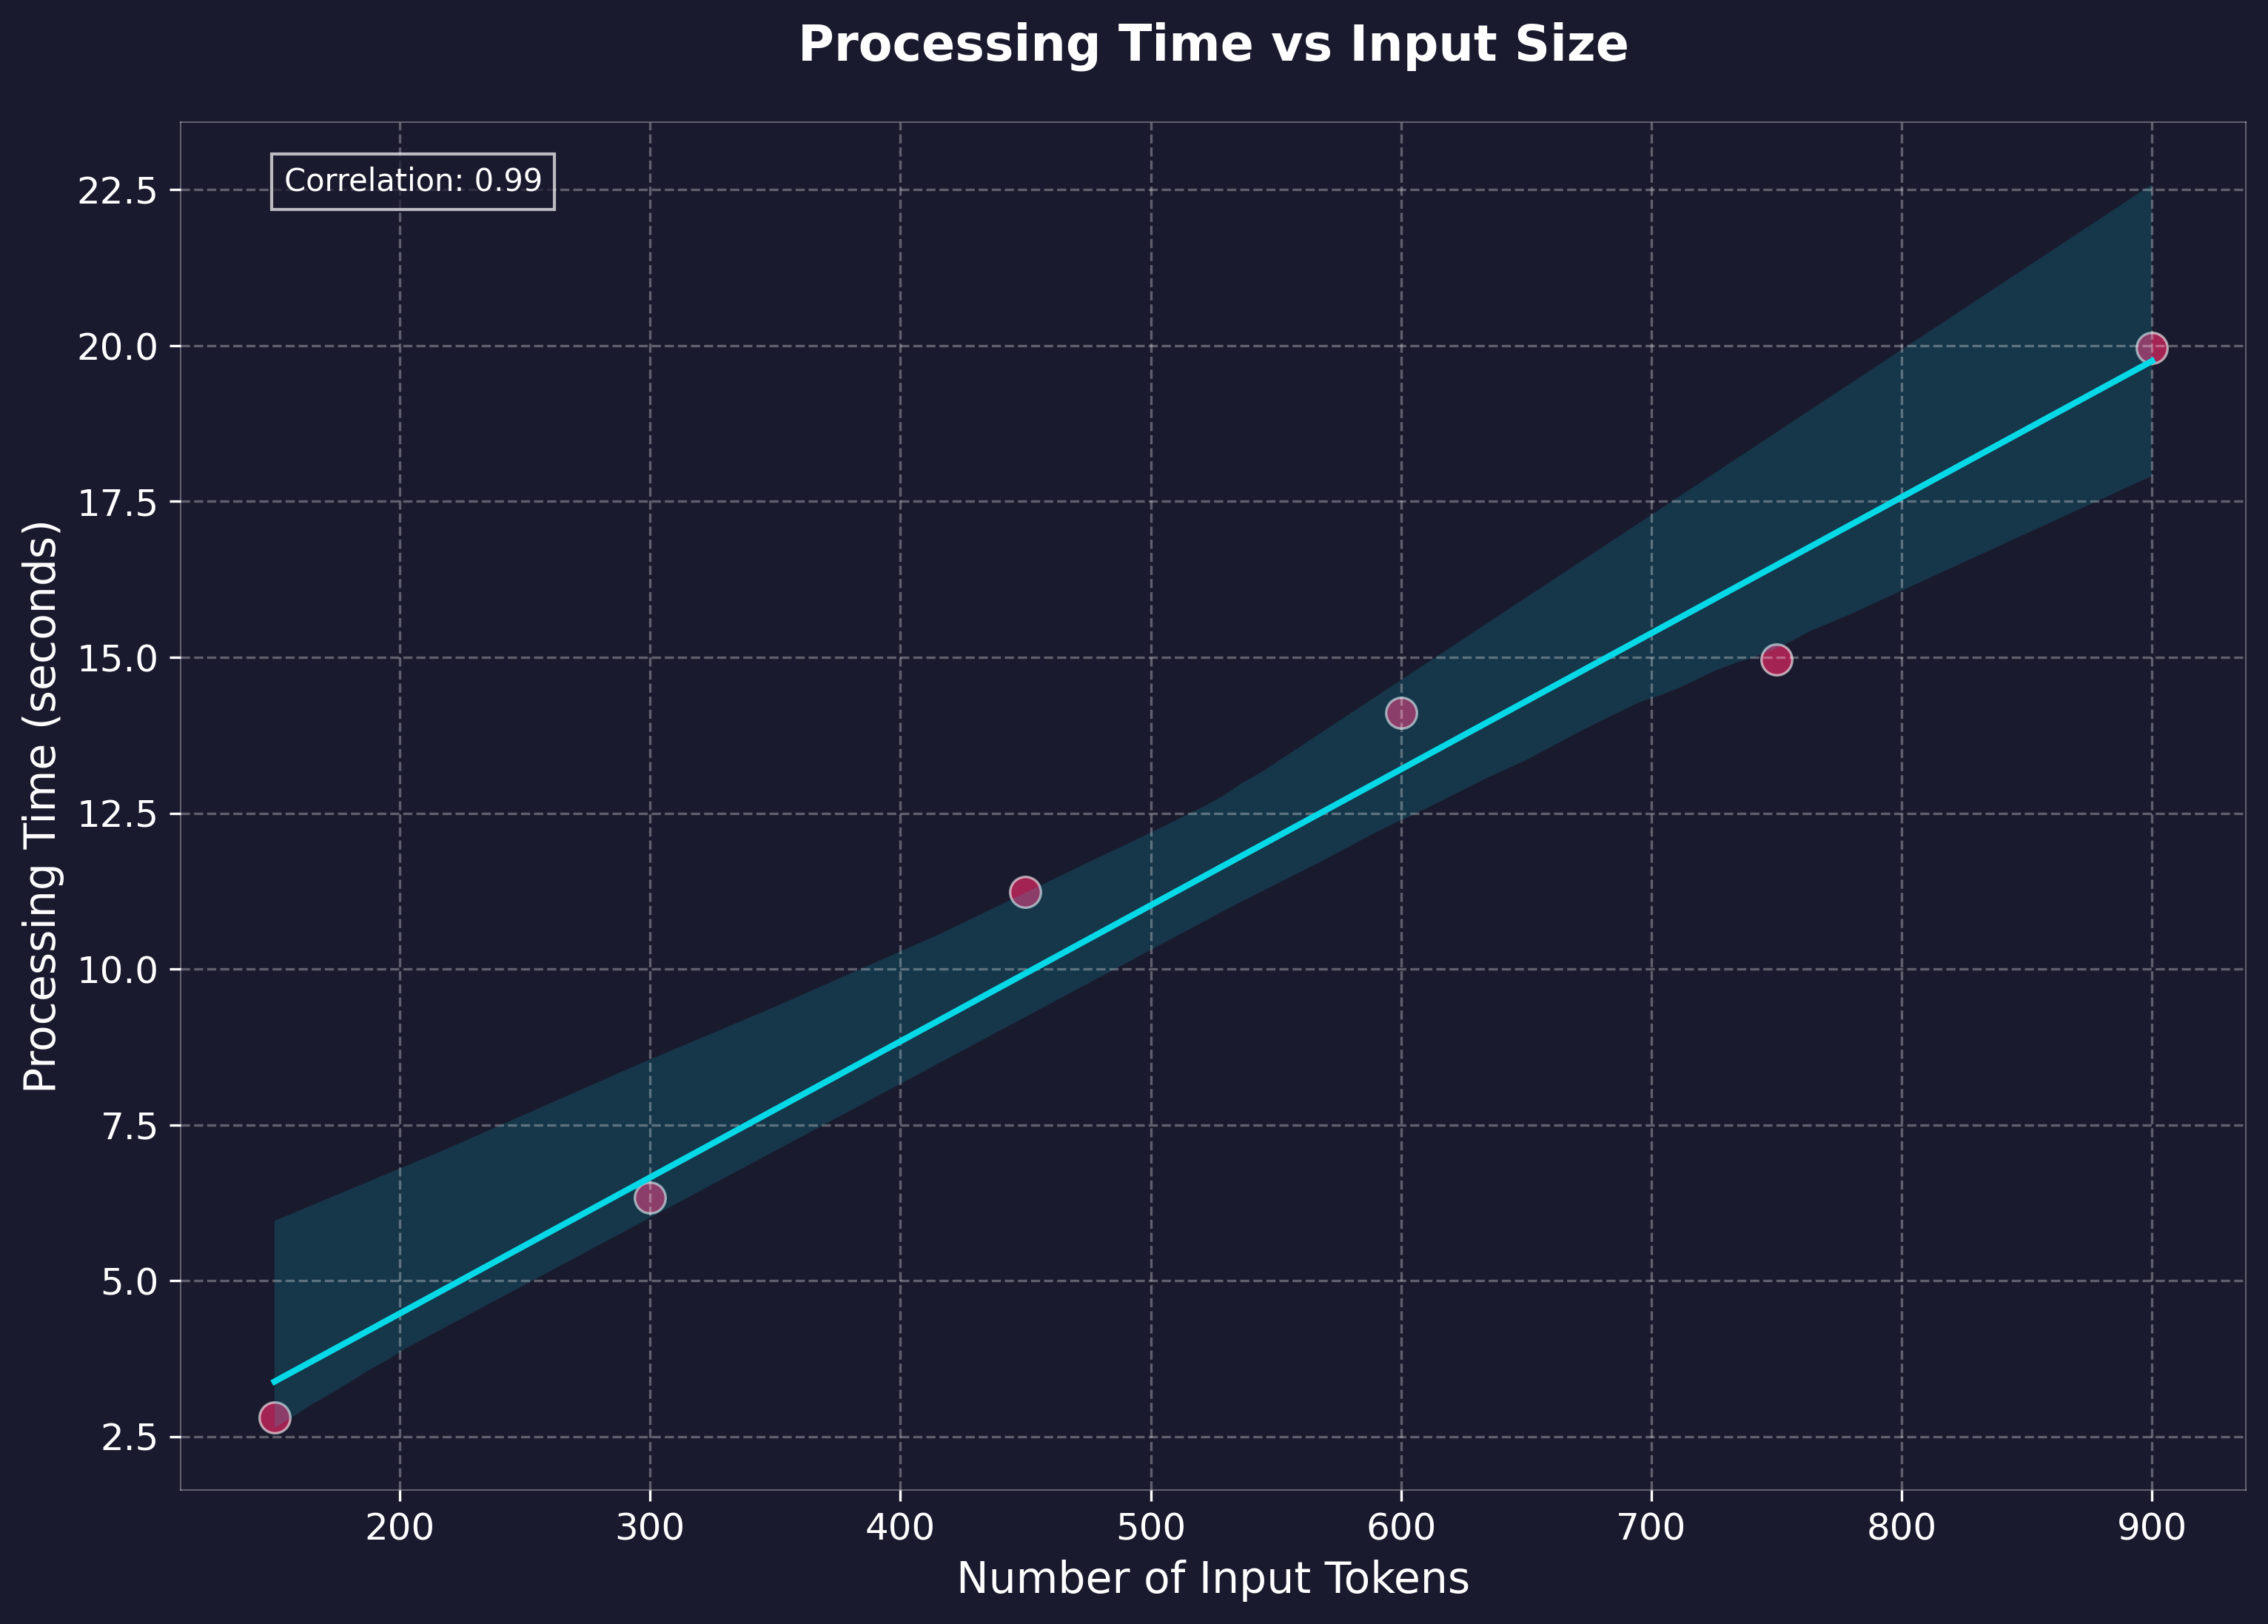 Processing Time vs Input Size
Correlation: 0.99
22.5
20.0
17.5
15.0
12.5
10.0
7.5
5.0
2.5
Processing Time (seconds)
200 300 400 500 600 700 800 900
Number of Input Tokens